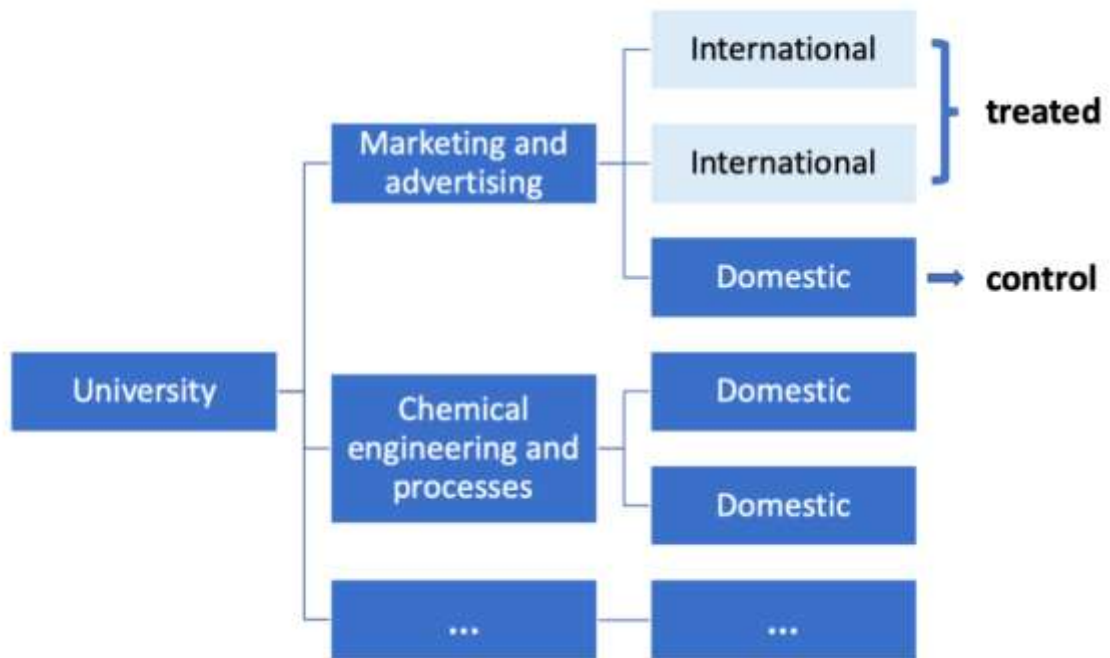 University
Marketing and
advertising
International
International
treated
Domestic
control
Chemical
engineering and
processes
Domestic
Domestic
...
...